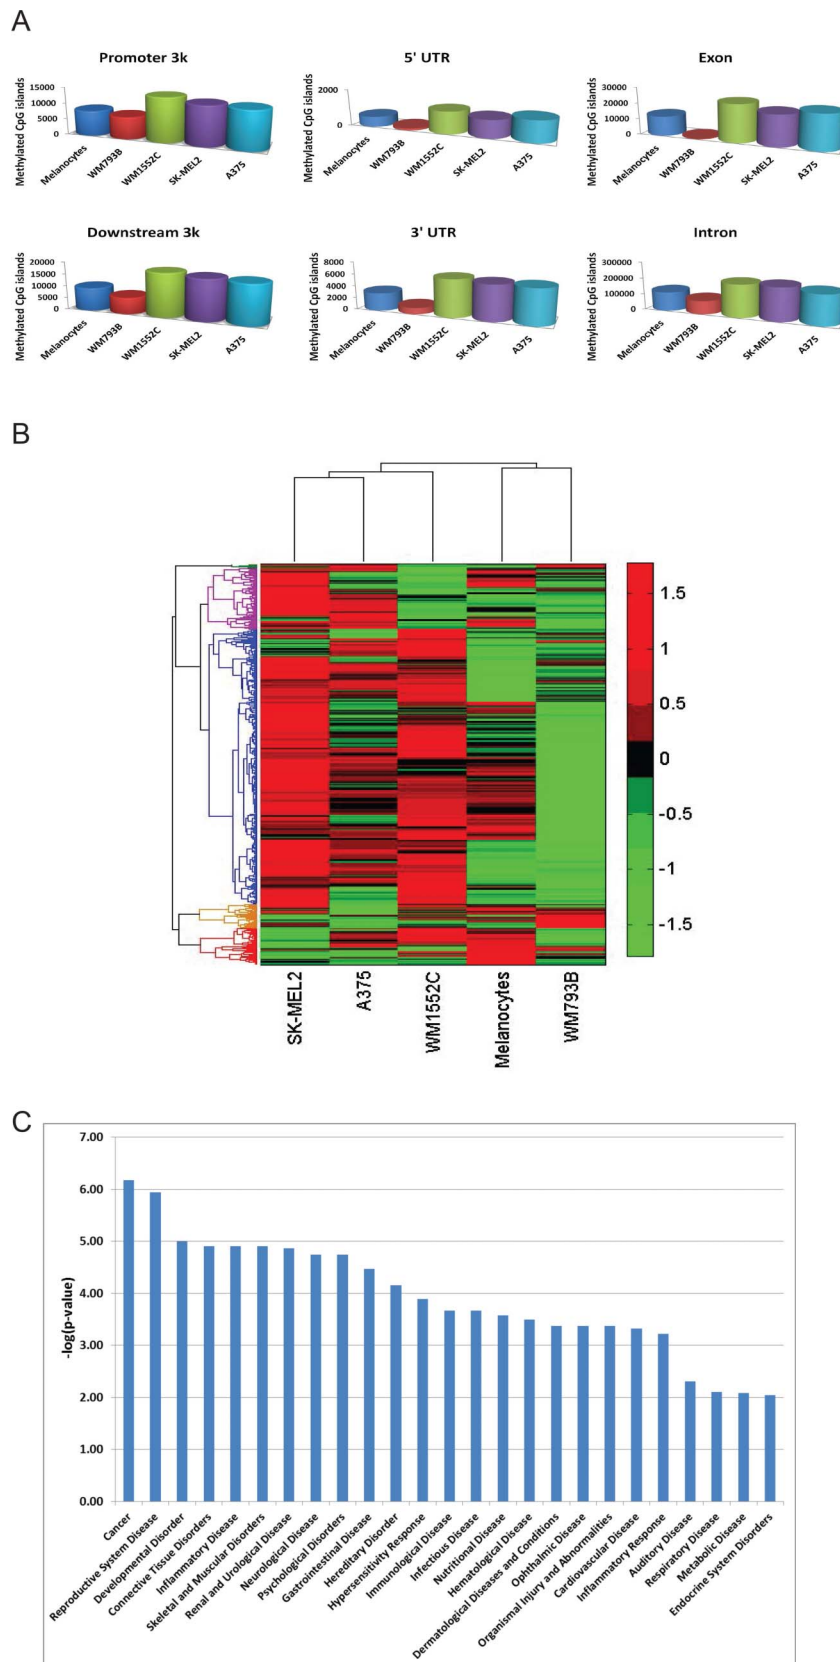 A
Promoter 3k
Methylated CpG islands
15000
10000
5000
0
Melanocytes
WM793B
WM1552C
SK-MEL2
A375
5' UTR
Methylated CpG islands
2000
0
Melanocytes
WM793B
WM1552C
SK-MEL2
A375
Exon
Methylated CpG islands
30000
20000
10000
0
Melanocytes
WM793B
WM1552C
SK-MEL2
A375
Downstream 3k
Methylated CpG islands
20000
15000
10000
5000
0
Melanocytes
WM793B
WM1552C
SK-MEL2
A375
3' UTR
Methylated CpG islands
8000
6000
4000
2000
0
Melanocytes
WM793B
WM1552C
SK-MEL2
A375
Intron
Methylated CpG islands
300000
200000
100000
0
Melanocytes
WM793B
WM1552C
SK-MEL2
A375
B
1.5
1
0.5
0
-0.5
-1
-1.5
SK-MEL2
A375
WM1552C
Melanocytes
WM793B
C
-log(p-value)
7.00
6.00
5.00
4.00
3.00
2.00
1.00
0.00
Cancer
Reproductive System Disease
Developmental Disorder
Connective Tissue Disorders
Inflammatory Disease
Skeletal and Muscular Disorders
Renal and Urological Disease
Neurological Disease
Psychological Disorders
Gastrointestinal Disease
Hereditary Disorder
Hypersensitivity Response
Immunological Disease
Infectious Disease
Nutritional Disease
Hematological Disease
Dermatological Diseases and Conditions
Ophthalmic Disease
Organismal Injury and Abnormalities
Cardiovascular Disease
Inflammatory Response
Auditory Disease
Respiratory Disease
Metabolic Disease
Endocrine System Disorders